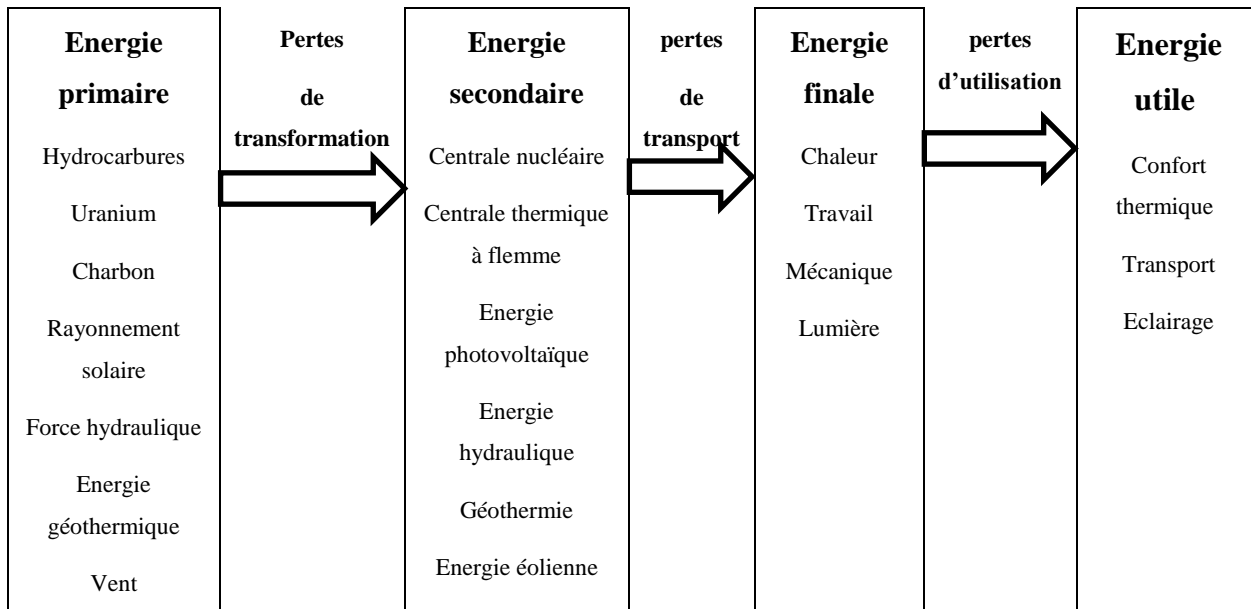 Energie
primaire
Hydrocarbures
Uranium
Charbon
Rayonnement
solaire
Force hydraulique
Energie
géothermique
Vent
Pertes
de
transformation
Energie
secondaire
Centrale nucléaire
Centrale thermique
à flemme
Energie
photovoltaïque
Energie
hydraulique
Géothermie
Energie éolienne
pertes
de
transport
Energie
finale
Chaleur
Travail
Mécanique
Lumière
pertes
d’utilisation
Energie
utile
Confort
thermique
Transport
Eclairage